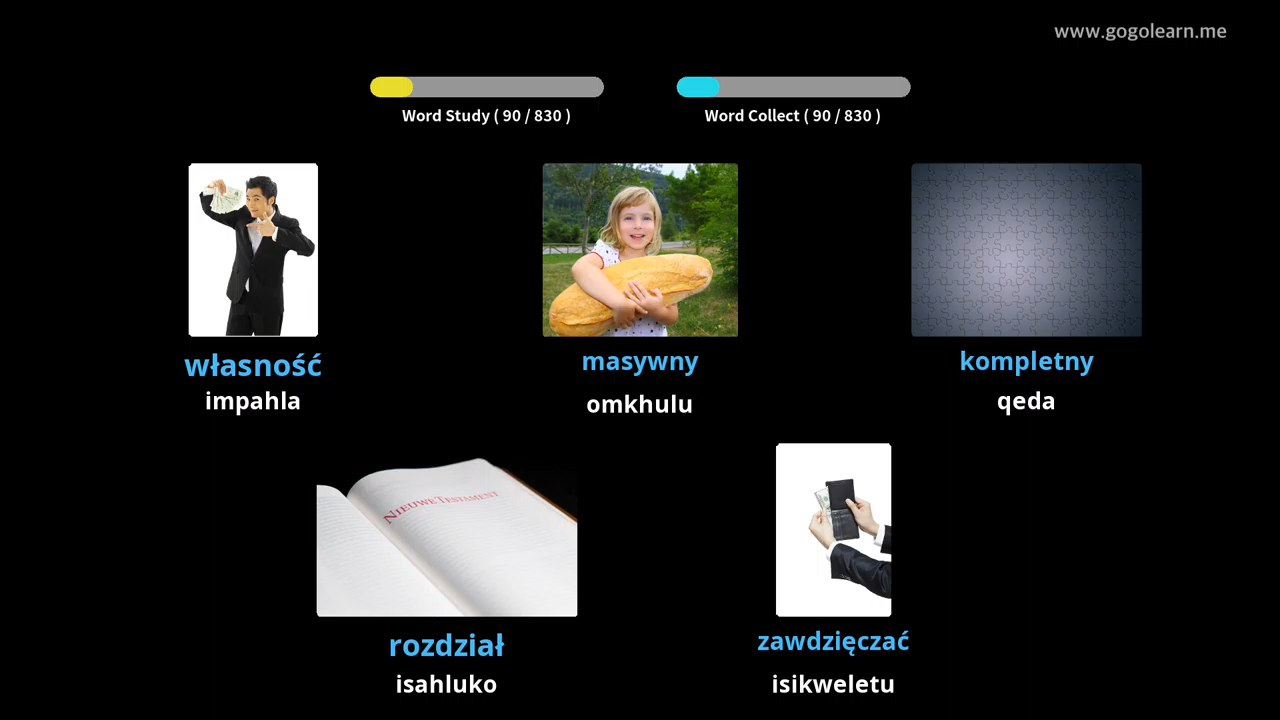 www.gogolearn.me
Word Study ( 90 / 830 )
Word Collect ( 90 / 830 )
własność
impahla
masywny
omkhulu
kompletny
qeda
NIEUWE TESTAMENT
rozdział
isahluko
zawdzięczać
isikweletu